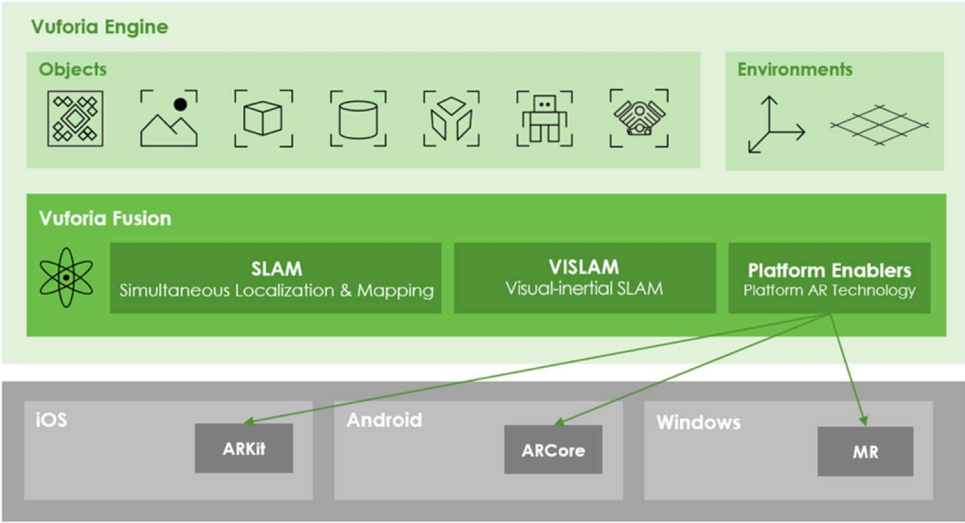 Vuforia Engine
Objects
Environments
Vuforia Fusion
SLAM
Simultaneous Localization & Mapping
VISLAM
Visual-inertial SLAM
Platform Enablers
Platform AR Technology
iOS
ARKit
Android
ARCore
Windows
MR